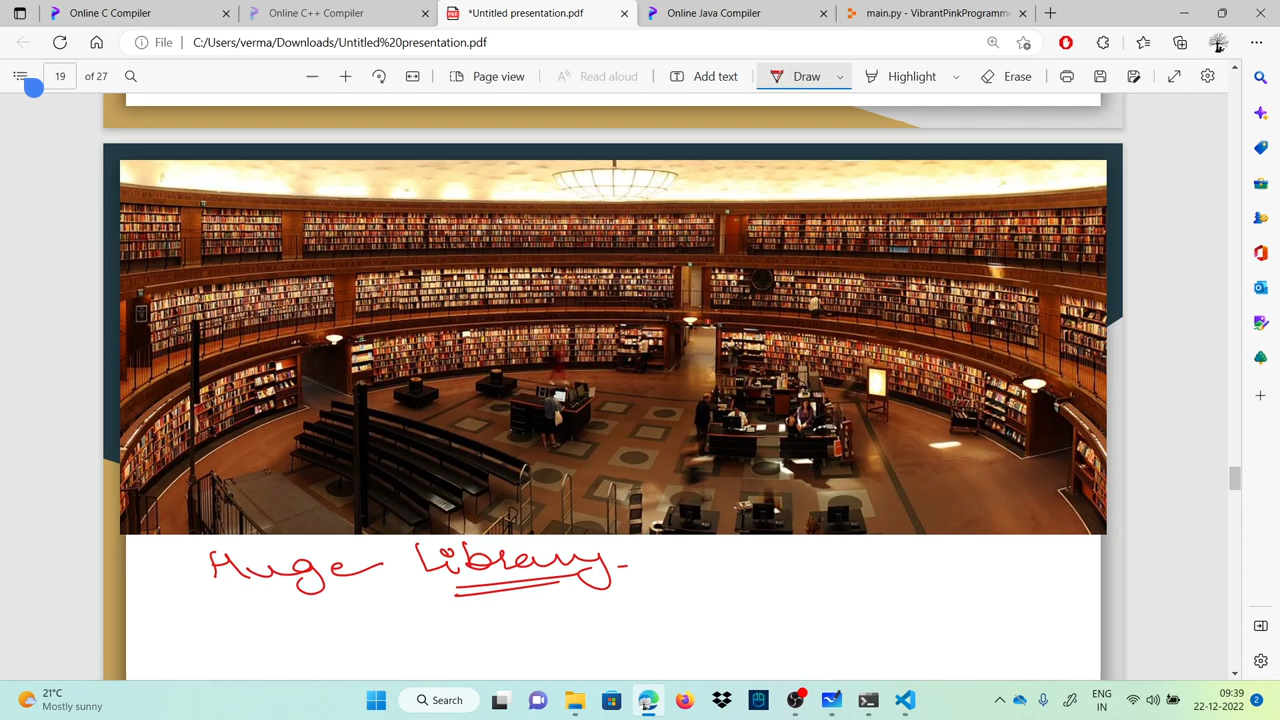 Online C Compiler
Online C++ Compiler
*Untitled presentation.pdf
Online Java Compiler
main.py - VibrantPinkProgramme
File
C:/Users/verma/Downloads/Untitled%20presentation.pdf
19 of 27
Page view
Read aloud
Add text
Draw
Highlight
Erase
Huge Library.
21°C
Mostly sunny
Search
ENG
IN
09:39
22-12-2022
2